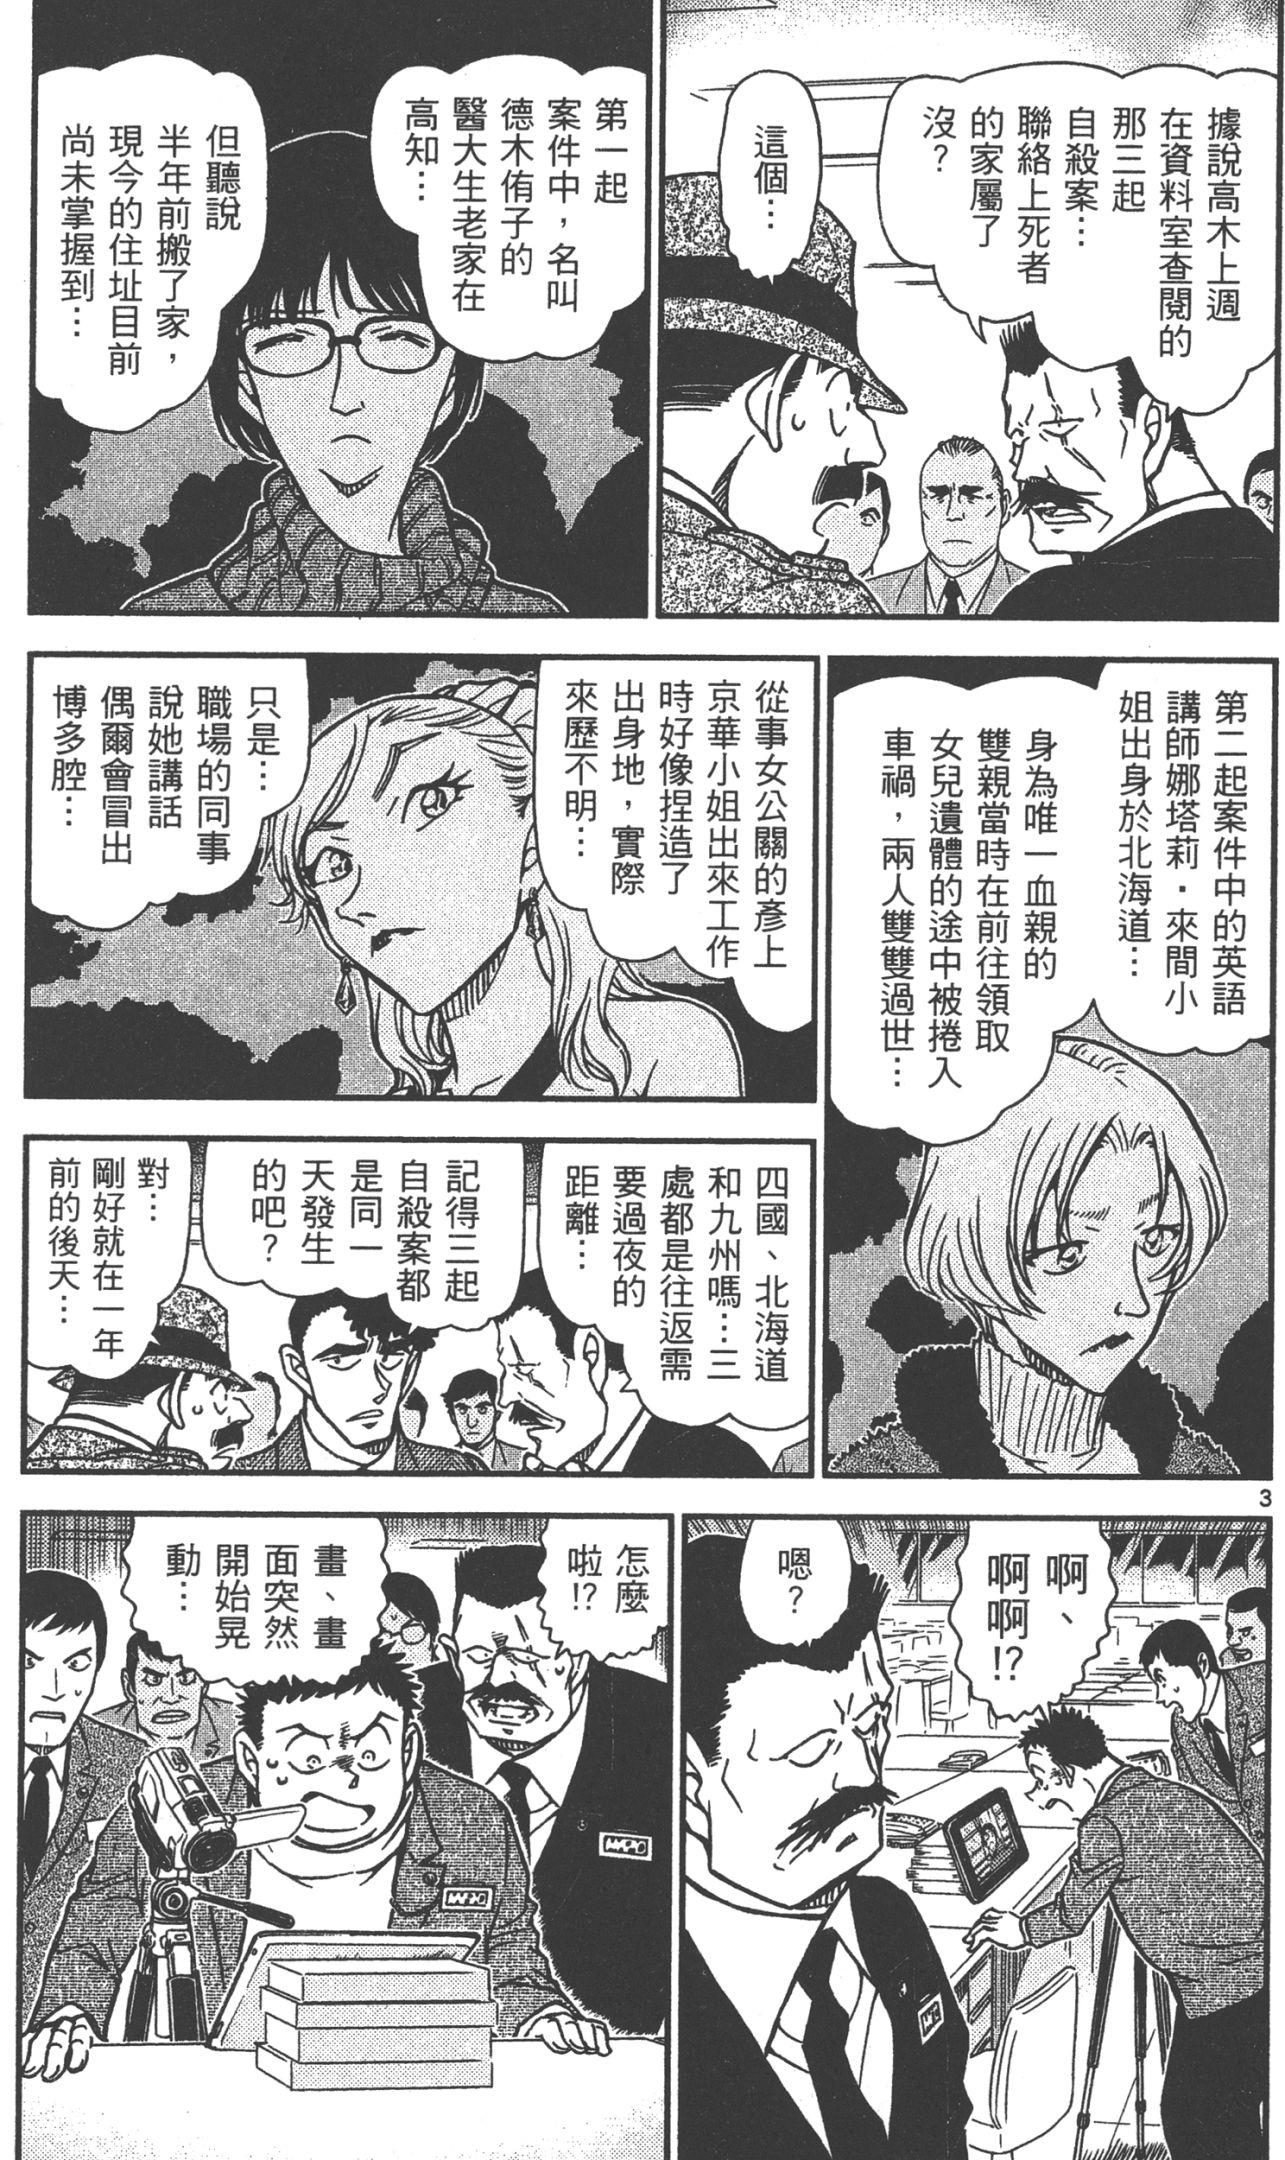 據說高木上週
在資料室查閱的
那三起
自殺案…
聯絡上死者
的家屬了
沒？
這個…
第一起
案件中，名叫
德木侑子的
醫大生老家在
高知…
但聽說
半年前搬了家，
現今的住址目前
尚未掌握到…
第二起案件中的英語
講師娜塔莉·來間小
姐出身於北海道…
身為唯一血親的
雙親當時在前往領取
女兒遺體的途中被捲入
車禍，兩人雙雙過世…
從事女公關的彥上
京華小姐出來工作
時好像捏造了
出身地，實際
來歷不明…
只是…
職場的同事
說她講話
偶爾會冒出
博多腔…
四國、北海道
和九州嗎…三
處都是往返需
要過夜的
距離…
記得三起
自殺案都
是同一
天發生
的吧？
對…
剛好就在一年
前的後天…
3
啊、
啊啊!?
嗯？
怎麼
啦!?
畫、畫
面突然
開始晃
動…